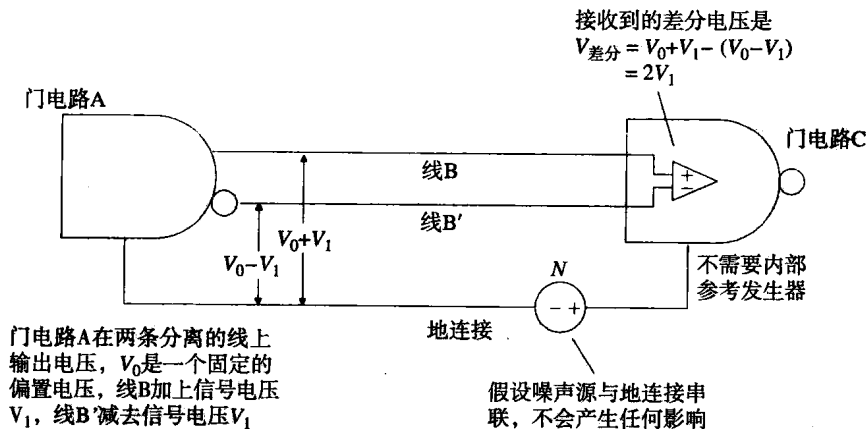 接收到的差分电压是
V差分 = V0+V1− (V0−V1)
= 2V1
门电路A
门电路C
线B
线B'
V0+V1
V0−V1
N
− +
+
−
不需要内部
参考发生器
地连接
门电路A在两条分离的线上
输出电压，V0是一个固定的
偏置电压，线B加上信号电压
V1，线B'减去信号电压V1
假设噪声源与地连接串
联，不会产生任何影响